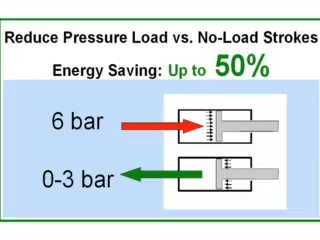 Reduce Pressure Load vs. No-Load Strokes
Energy Saving: Up to 50%
6 bar
0-3 bar